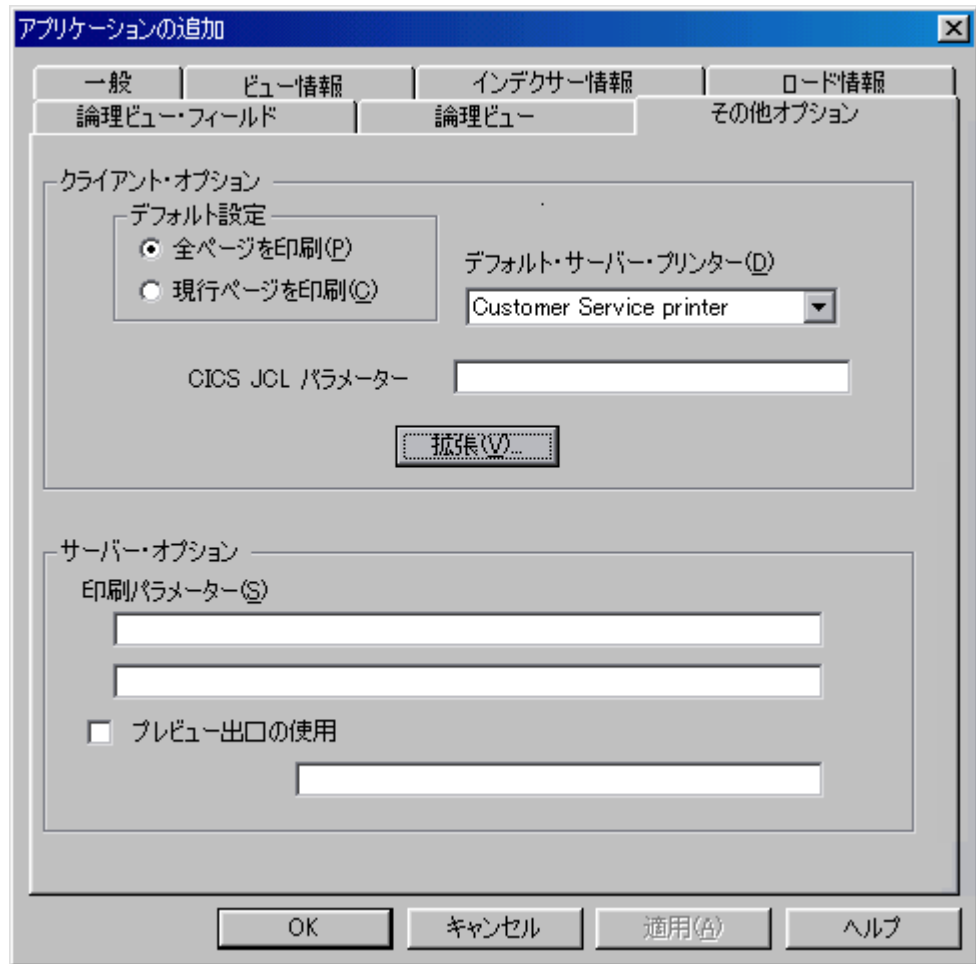 アプリケーションの追加
一般 ビュー情報 インデクサー情報 ロード情報
論理ビュー・フィールド 論理ビュー その他オプション
クライアント・オプション
デフォルト設定
全ページを印刷(P)
現行ページを印刷(C)
デフォルト・サーバー・プリンター(D)
Customer Service printer
CICS JCL パラメーター
拡張(V)...
サーバー・オプション
印刷パラメーター(S)
プレビュー出口の使用
OK キャンセル 適用(A) ヘルプ